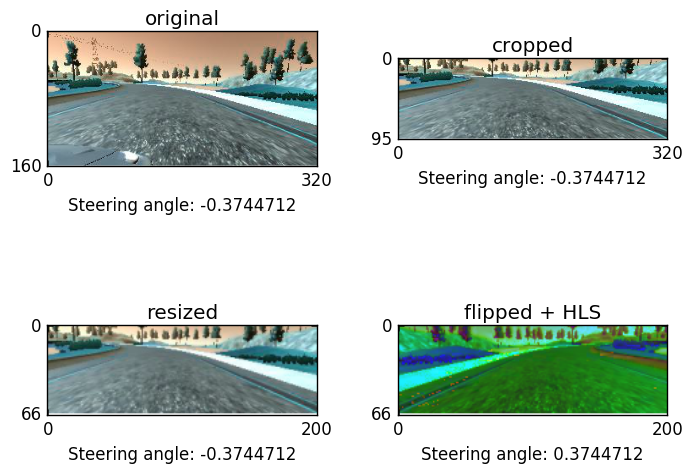 original
0
160
0 320
Steering angle: -0.3744712
cropped
0
95
0 320
Steering angle: -0.3744712
resized
0
66
0 200
Steering angle: -0.3744712
flipped + HLS
0
66
0 200
Steering angle: 0.3744712